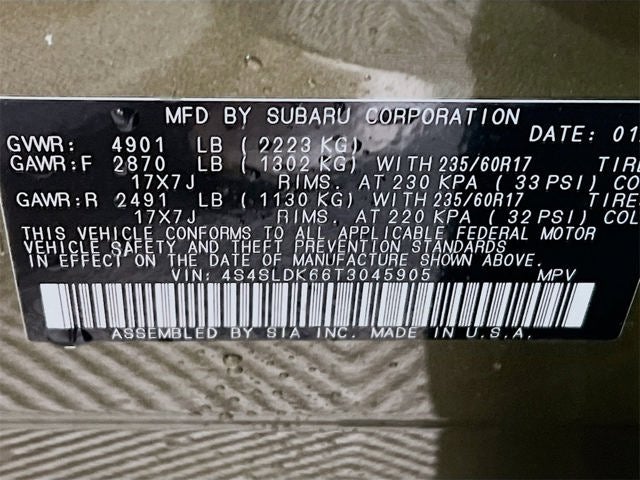 MFD BY SUBARU CORPORATION
DATE: 01
GVWR: 4901 LB ( 2223 KG)
GAWR:F 2870 LB ( 1302 KG) WITH 235/60R17 TIRE
17X7J RIMS. AT 230 KPA ( 33 PSI) CO
GAWR:R 2491 LB ( 1130 KG) WITH 235/60R17 TIRES
17X7J RIMS. AT 220 KPA ( 32 PSI) COL
THIS VEHICLE CONFORMS TO ALL APPLICABLE FEDERAL MOTOR
VEHICLE SAFETY, BUMPER, AND THEFT PREVENTION STANDARDS
IN EFFECT ON THE DATE OF MANUFACTURE SHOWN ABOVE.
VIN: 4S4SLDK66T3045905 MPV
ASSEMBLED BY SIA INC. MADE IN U.S.A.